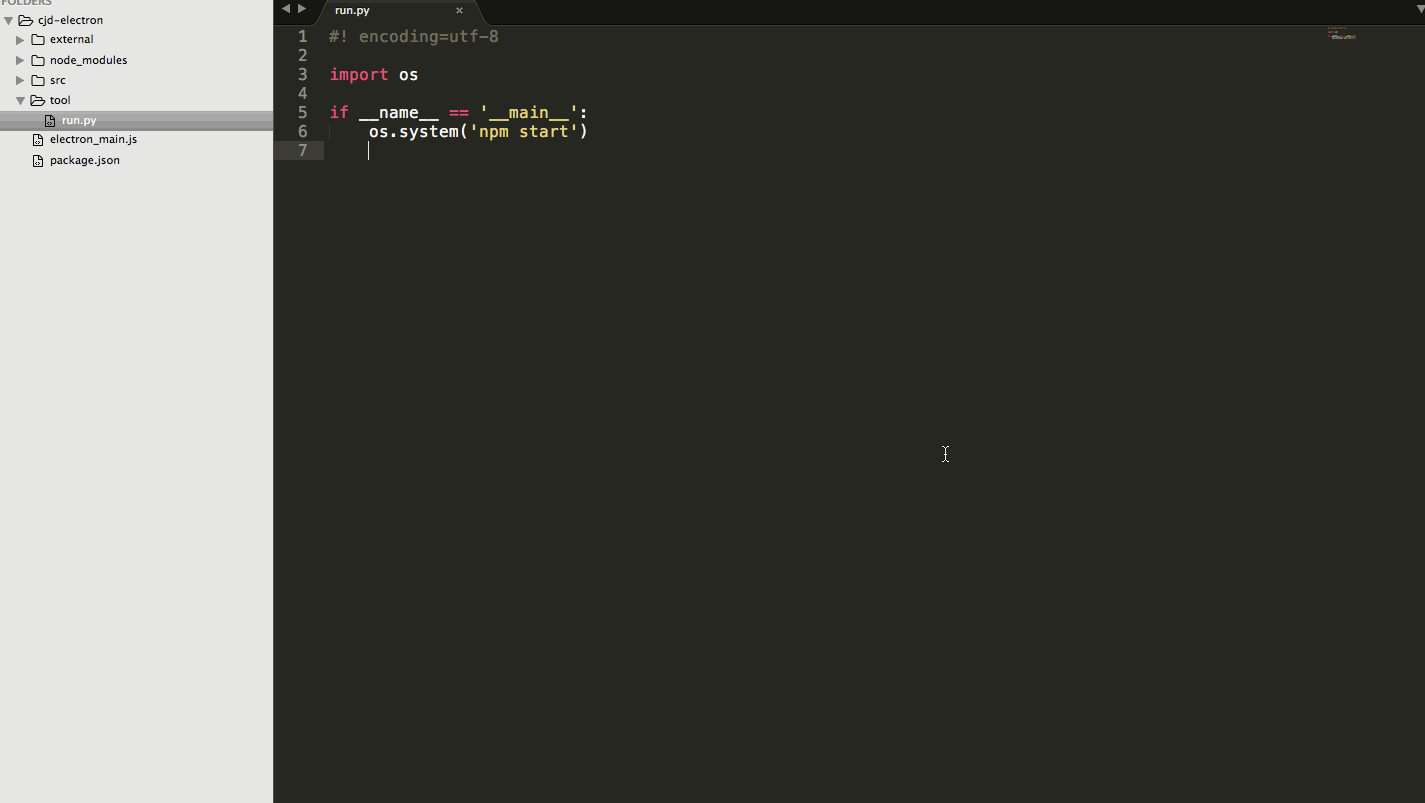 FOLDERS
cjd-electron
external
node_modules
src
tool
run.py
electron_main.js
package.json
run.py ×
1 #! encoding=utf-8
2
3 import os
4
5 if __name__ == '__main__':
6     os.system('npm start')
7